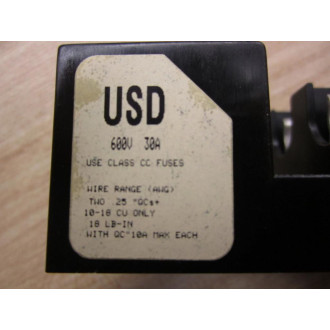 USD
600V 30A
USE CLASS CC FUSES
WIRE RANGE (AWG)
TWO .25 "QCs+
10-18 CU ONLY
18 LB-IN
WITH QC"10A MAX EACH